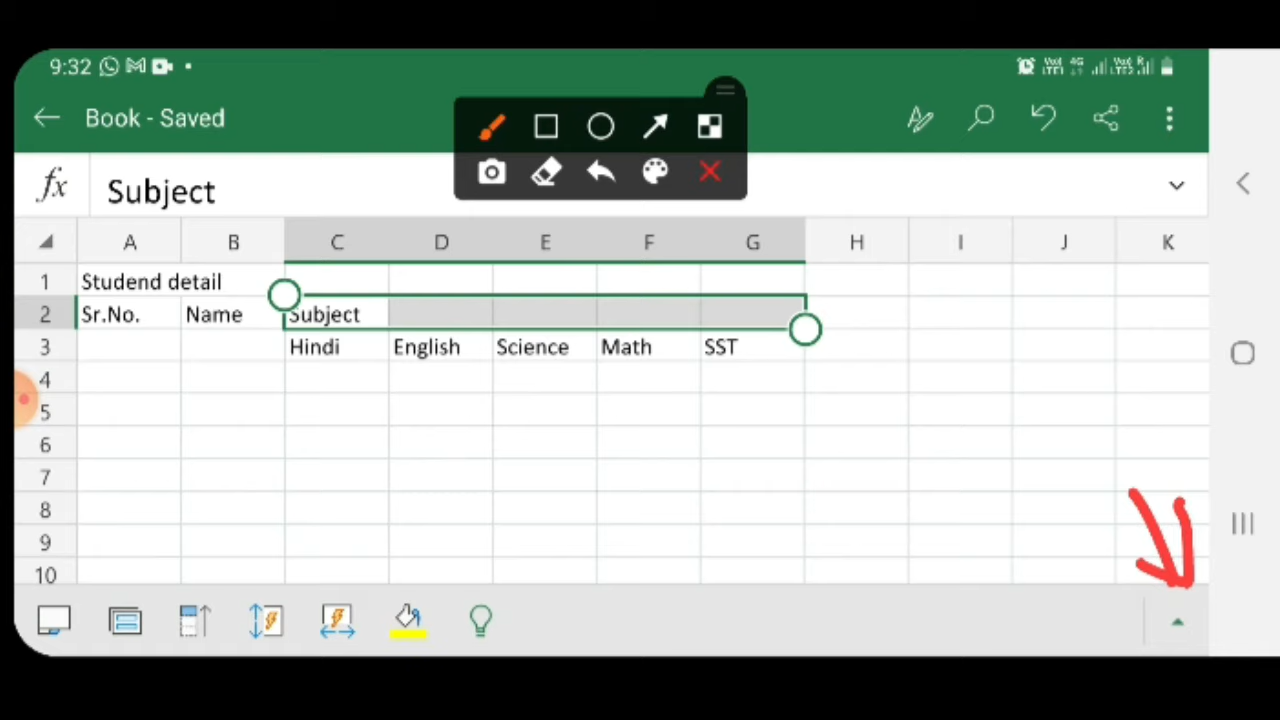 9:32
Book - Saved
fx Subject
A B C D E F G H I J K
1 Studend detail
2 Sr.No. Name Subject
3 Hindi English Science Math SST
4
5
6
7
8
9
10